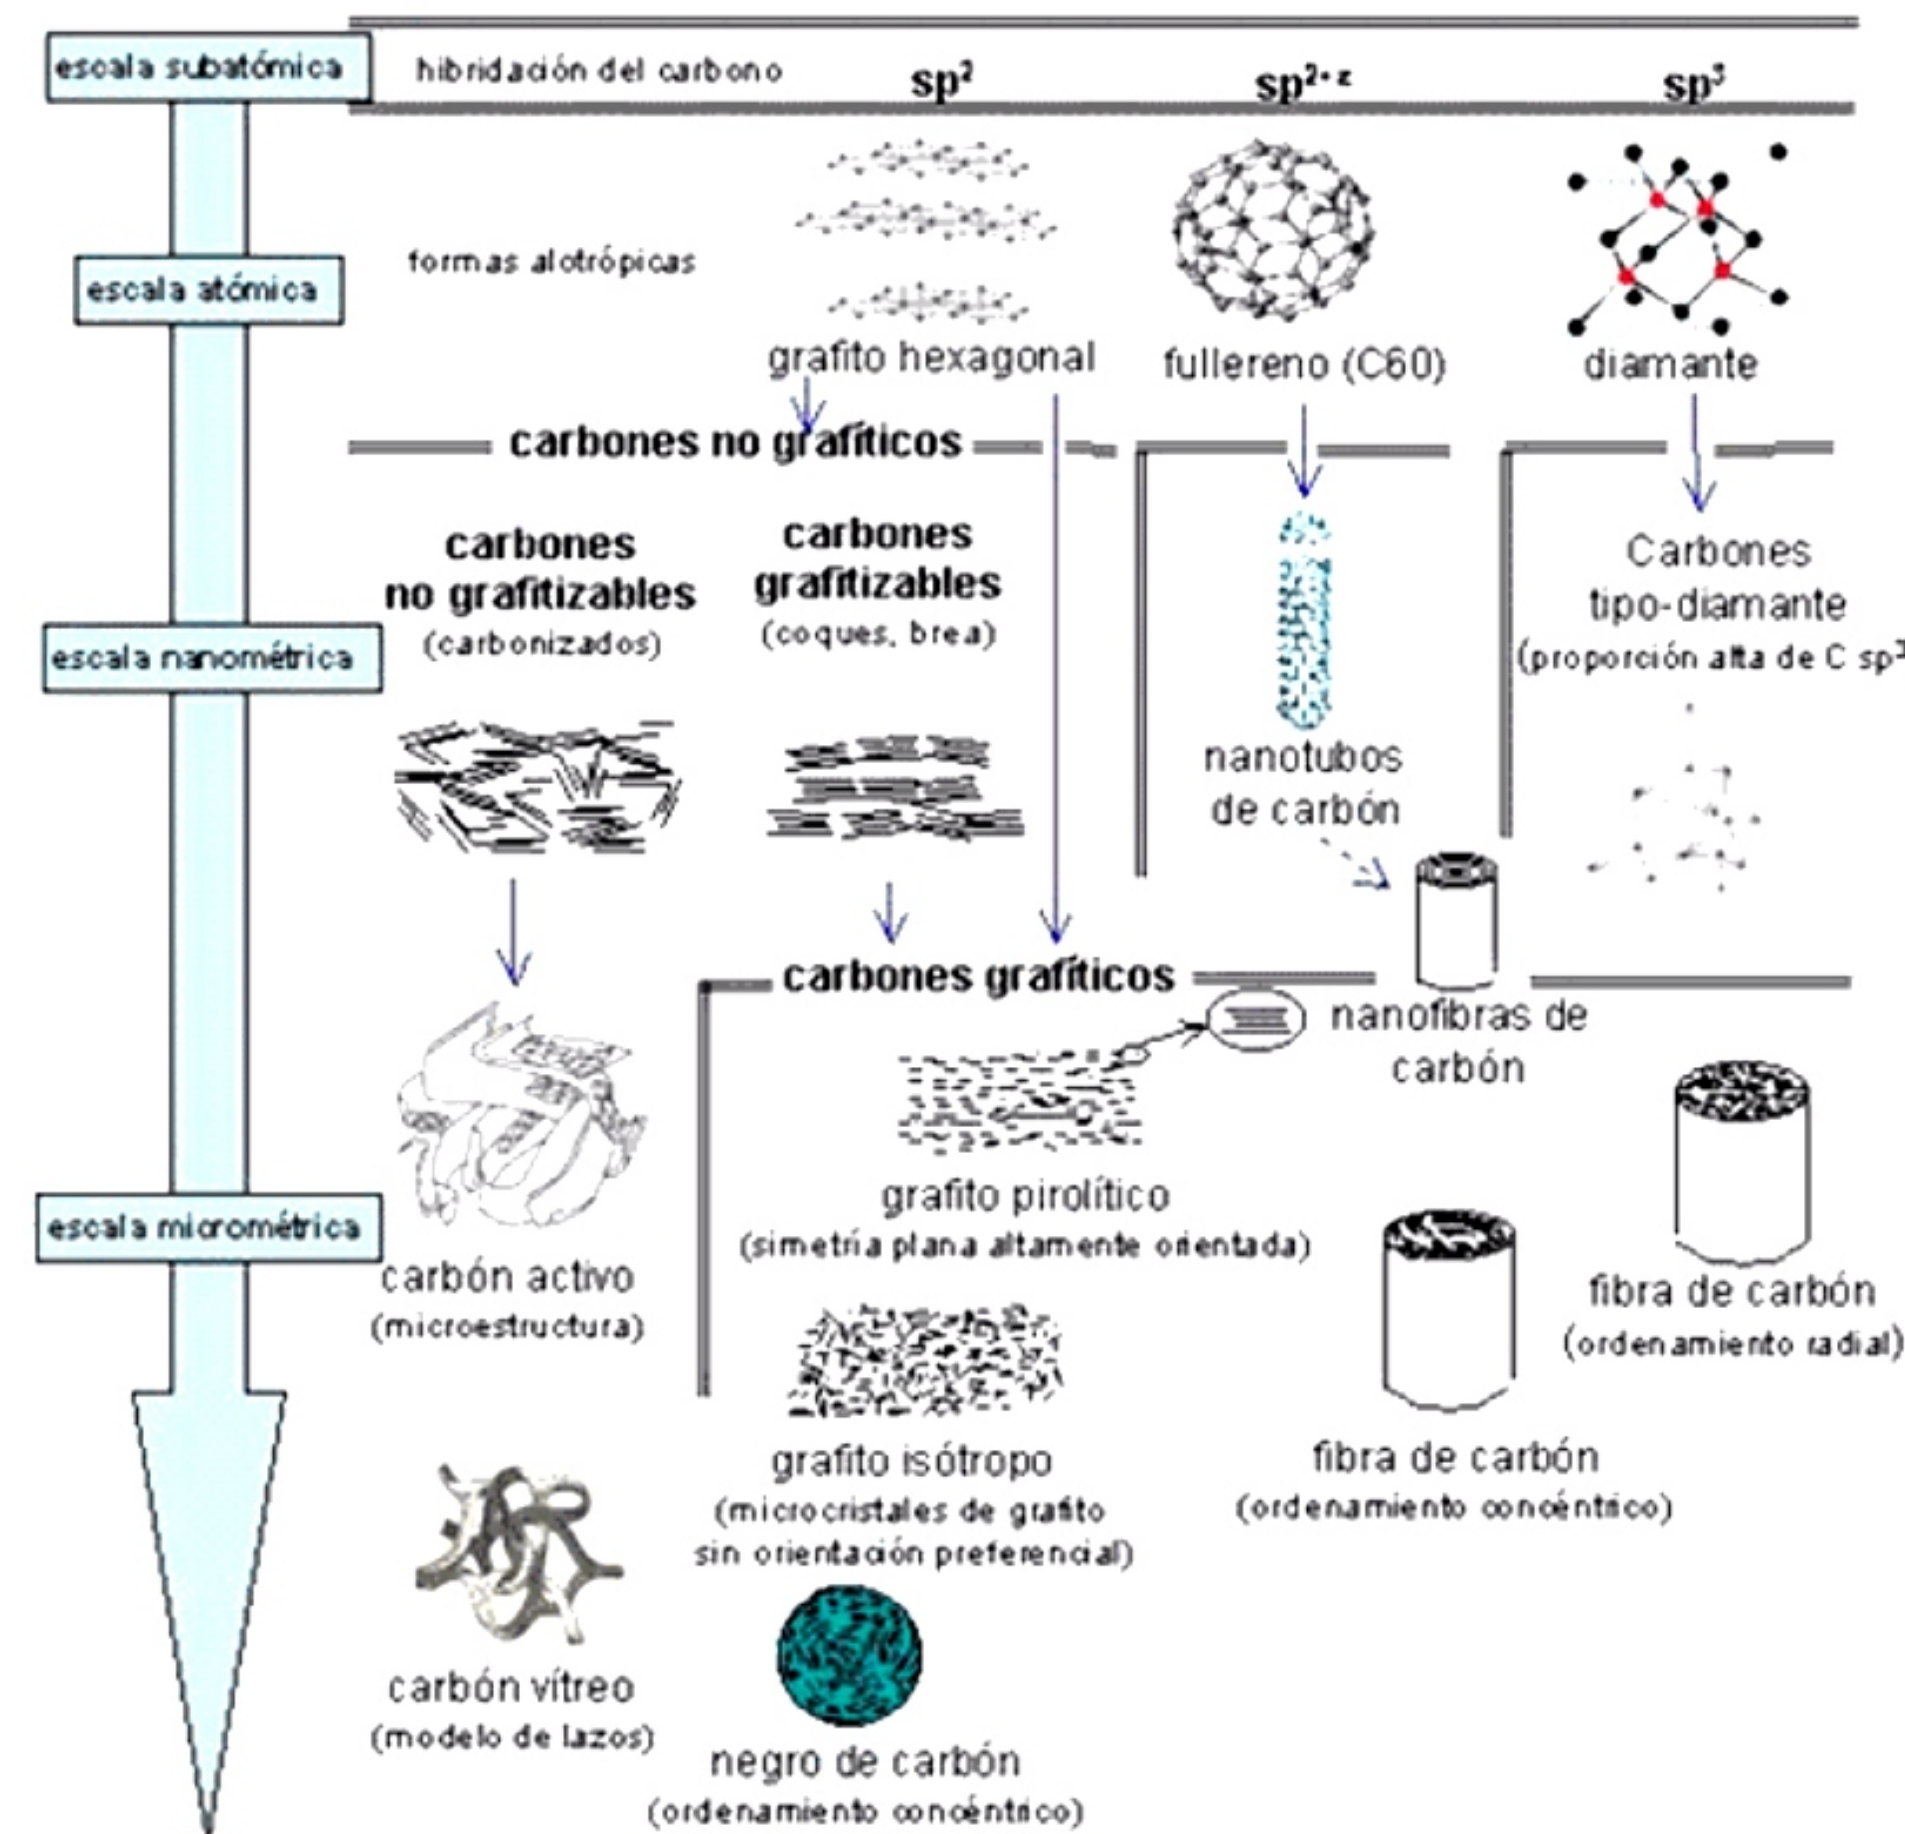 escala subatómica
hibridación del carbono
sp²
sp²⁺ᵋ
sp³
formas alotrópicas
escala atómica
grafito hexagonal
fullereno (C60)
diamante
carbones no grafíticos
carbones
no grafitizables
(carbonizados)
carbones
grafitizables
(coques, brea)
Carbones
tipo-diamante
(proporción alta de C sp³
escala nanométrica
nanotubos
de carbón
carbones grafíticos
nanofibras de
carbón
grafito pirolítico
(simetría plana altamente orientada)
escala micrométrica
carbón activo
(microestructura)
fibra de carbón
(ordenamiento radial)
grafito isótropo
(microcristales de grafito
sin orientación preferencial)
fibra de carbón
(ordenamiento concéntrico)
carbón vítreo
(modelo de lazos)
negro de carbón
(ordenamiento concéntrico)